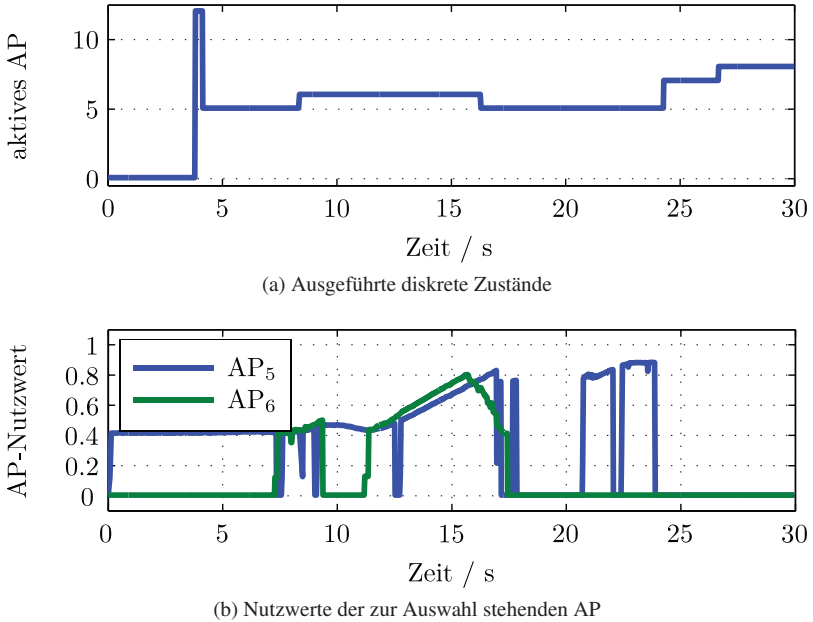 aktives AP
10
5
0
0 5 10 15 20 25 30
Zeit / s
(a) Ausgeführte diskrete Zustände
AP-Nutzwert
1
0.8
0.6
0.4
0.2
0
AP5
AP6
0 5 10 15 20 25 30
Zeit / s
(b) Nutzwerte der zur Auswahl stehenden AP